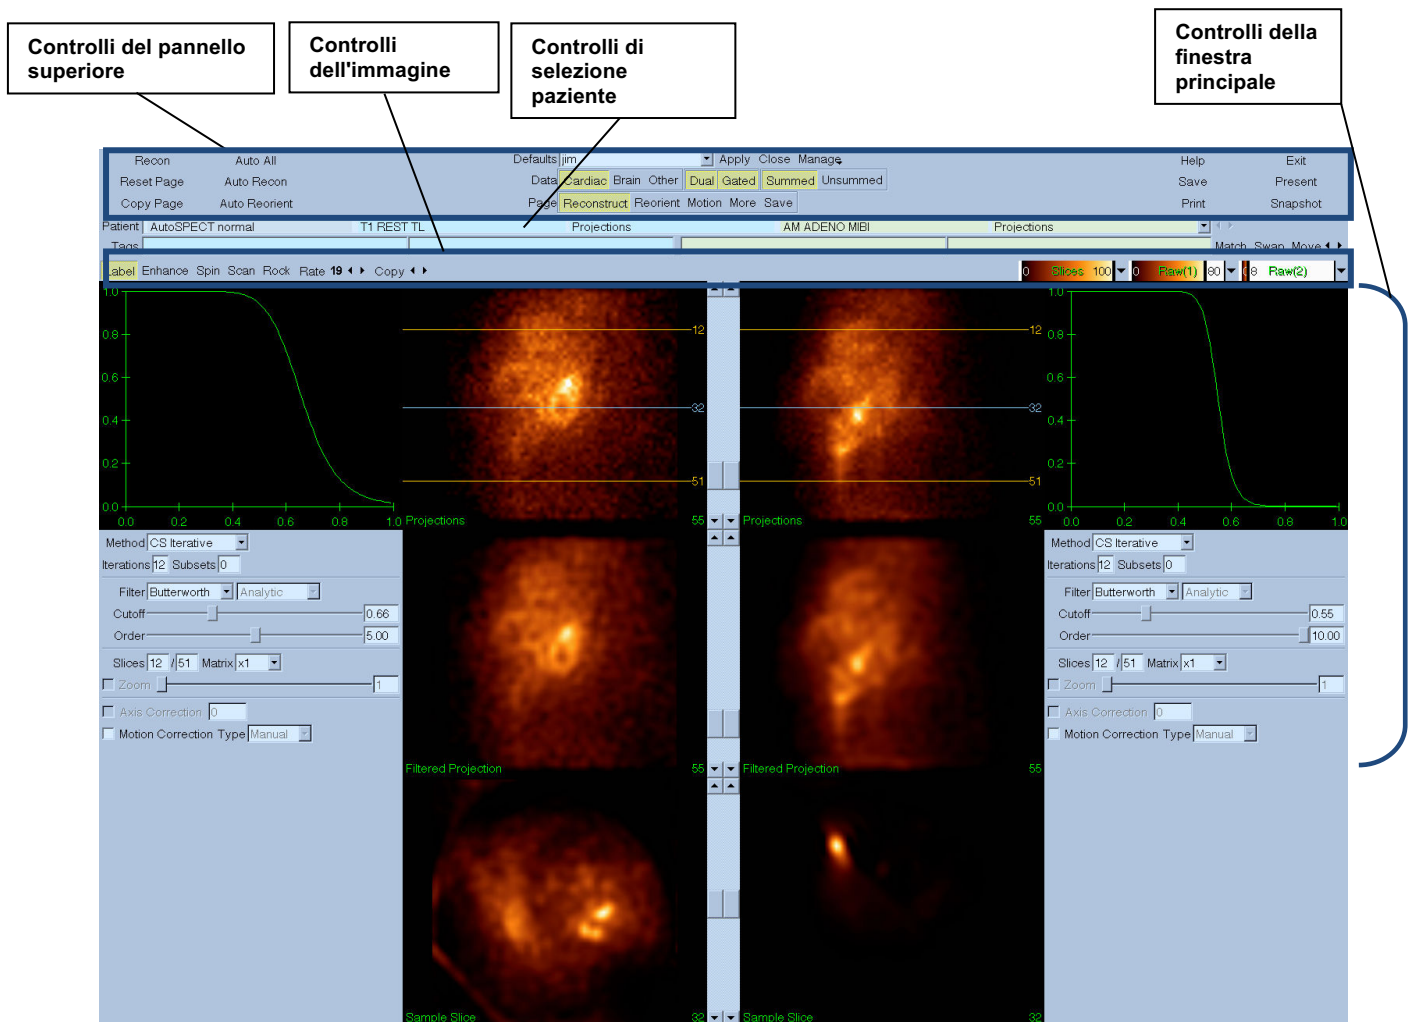 Controlli del pannello
superiore
Controlli
dell'immagine
Controlli di
selezione
paziente
Controlli della
finestra
principale
Recon Auto All Defaults jim Apply Close Manage Help Exit
Reset Page Auto Recon Data Cardiac Brain Other Dual Gated Summed Unsummed Save Present
Copy Page Auto Reorient Page Reconstruct Reorient Motion More Save Print Snapshot
Patient AutoSPECT normal T1 REST TL Projections AM ADENO MIBI Projections
Tags Match Swap Move
Label Enhance Spin Scan Rock Rate 19 Copy 0 Slices 100 0 Raw(1) 80 8 Raw(2)
1.0 1.0
0.8 12 12 0.8
0.6 32 32 0.6
0.4 0.4
0.2 51 51 0.2
0.0 0.0
0.0 0.2 0.4 0.6 0.8 1.0 Projections 55 Projections 55 0.0 0.2 0.4 0.6 0.8 1.0
Method CS Iterative Method CS Iterative
Iterations 12 Subsets 0 Iterations 12 Subsets 0
Filter Butterworth Analytic Filter Butterworth Analytic
Cutoff 0.66 Cutoff 0.55
Order 5.00 Order 10.00
Slices 12 / 51 Matrix x1 Slices 12 / 51 Matrix x1
Zoom 1 Zoom 1
Axis Correction 0 Axis Correction 0
Motion Correction Type Manual Motion Correction Type Manual
Filtered Projection 55 Filtered Projection 55
Sample Slice 32 Sample Slice 32